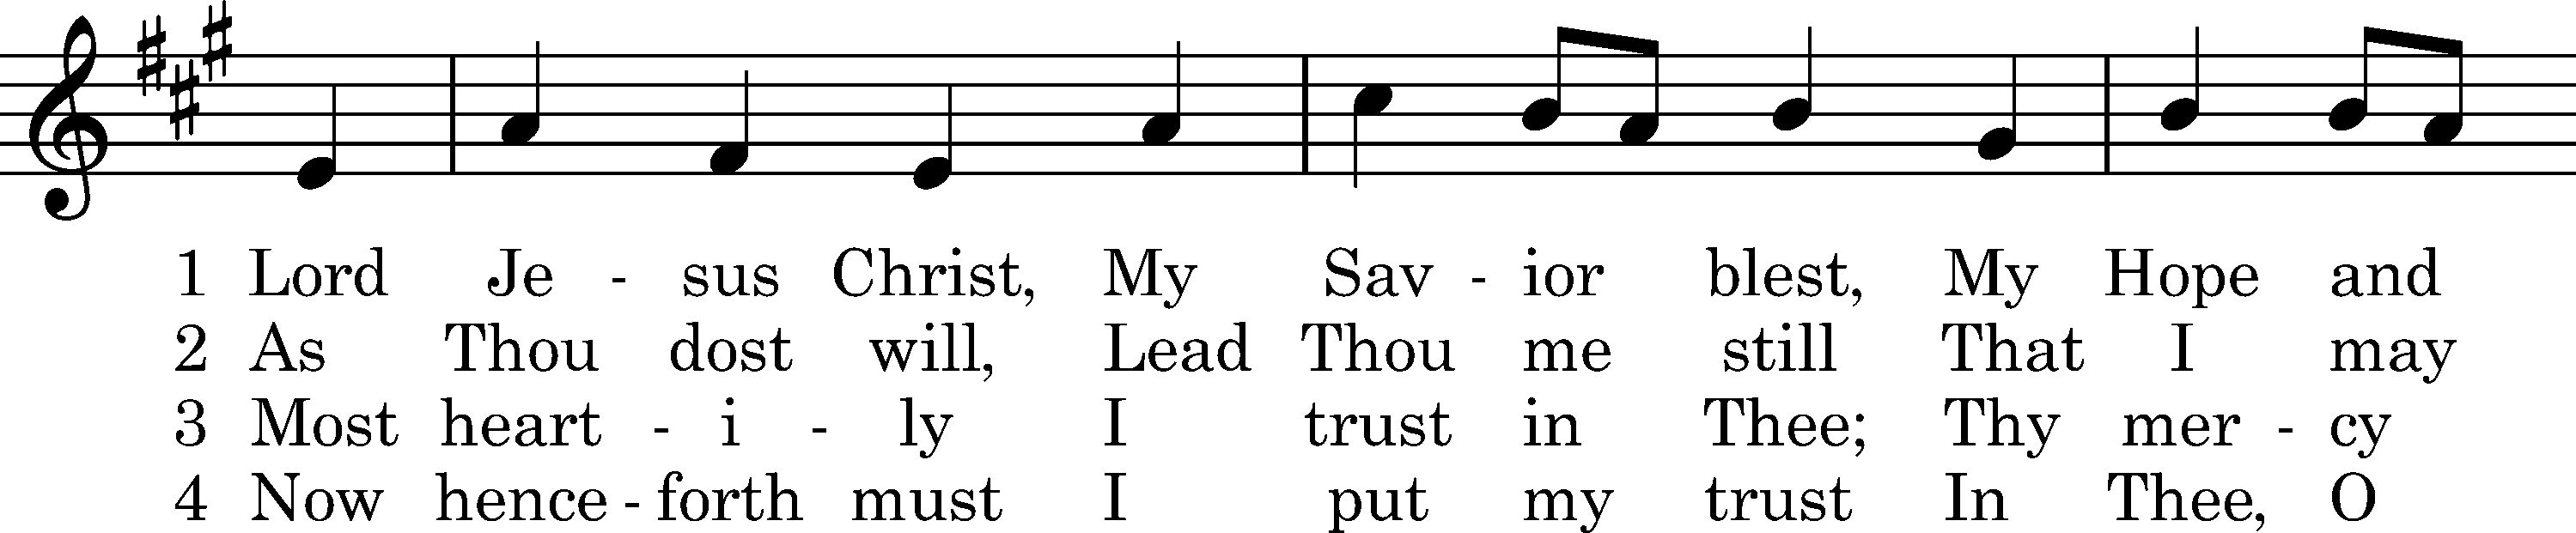 1 Lord Je - sus Christ, My Sav - ior blest, My Hope and
2 As Thou dost will, Lead Thou me still That I may
3 Most heart - i - ly I trust in Thee; Thy mer - cy
4 Now hence - forth must I put my trust In Thee, O